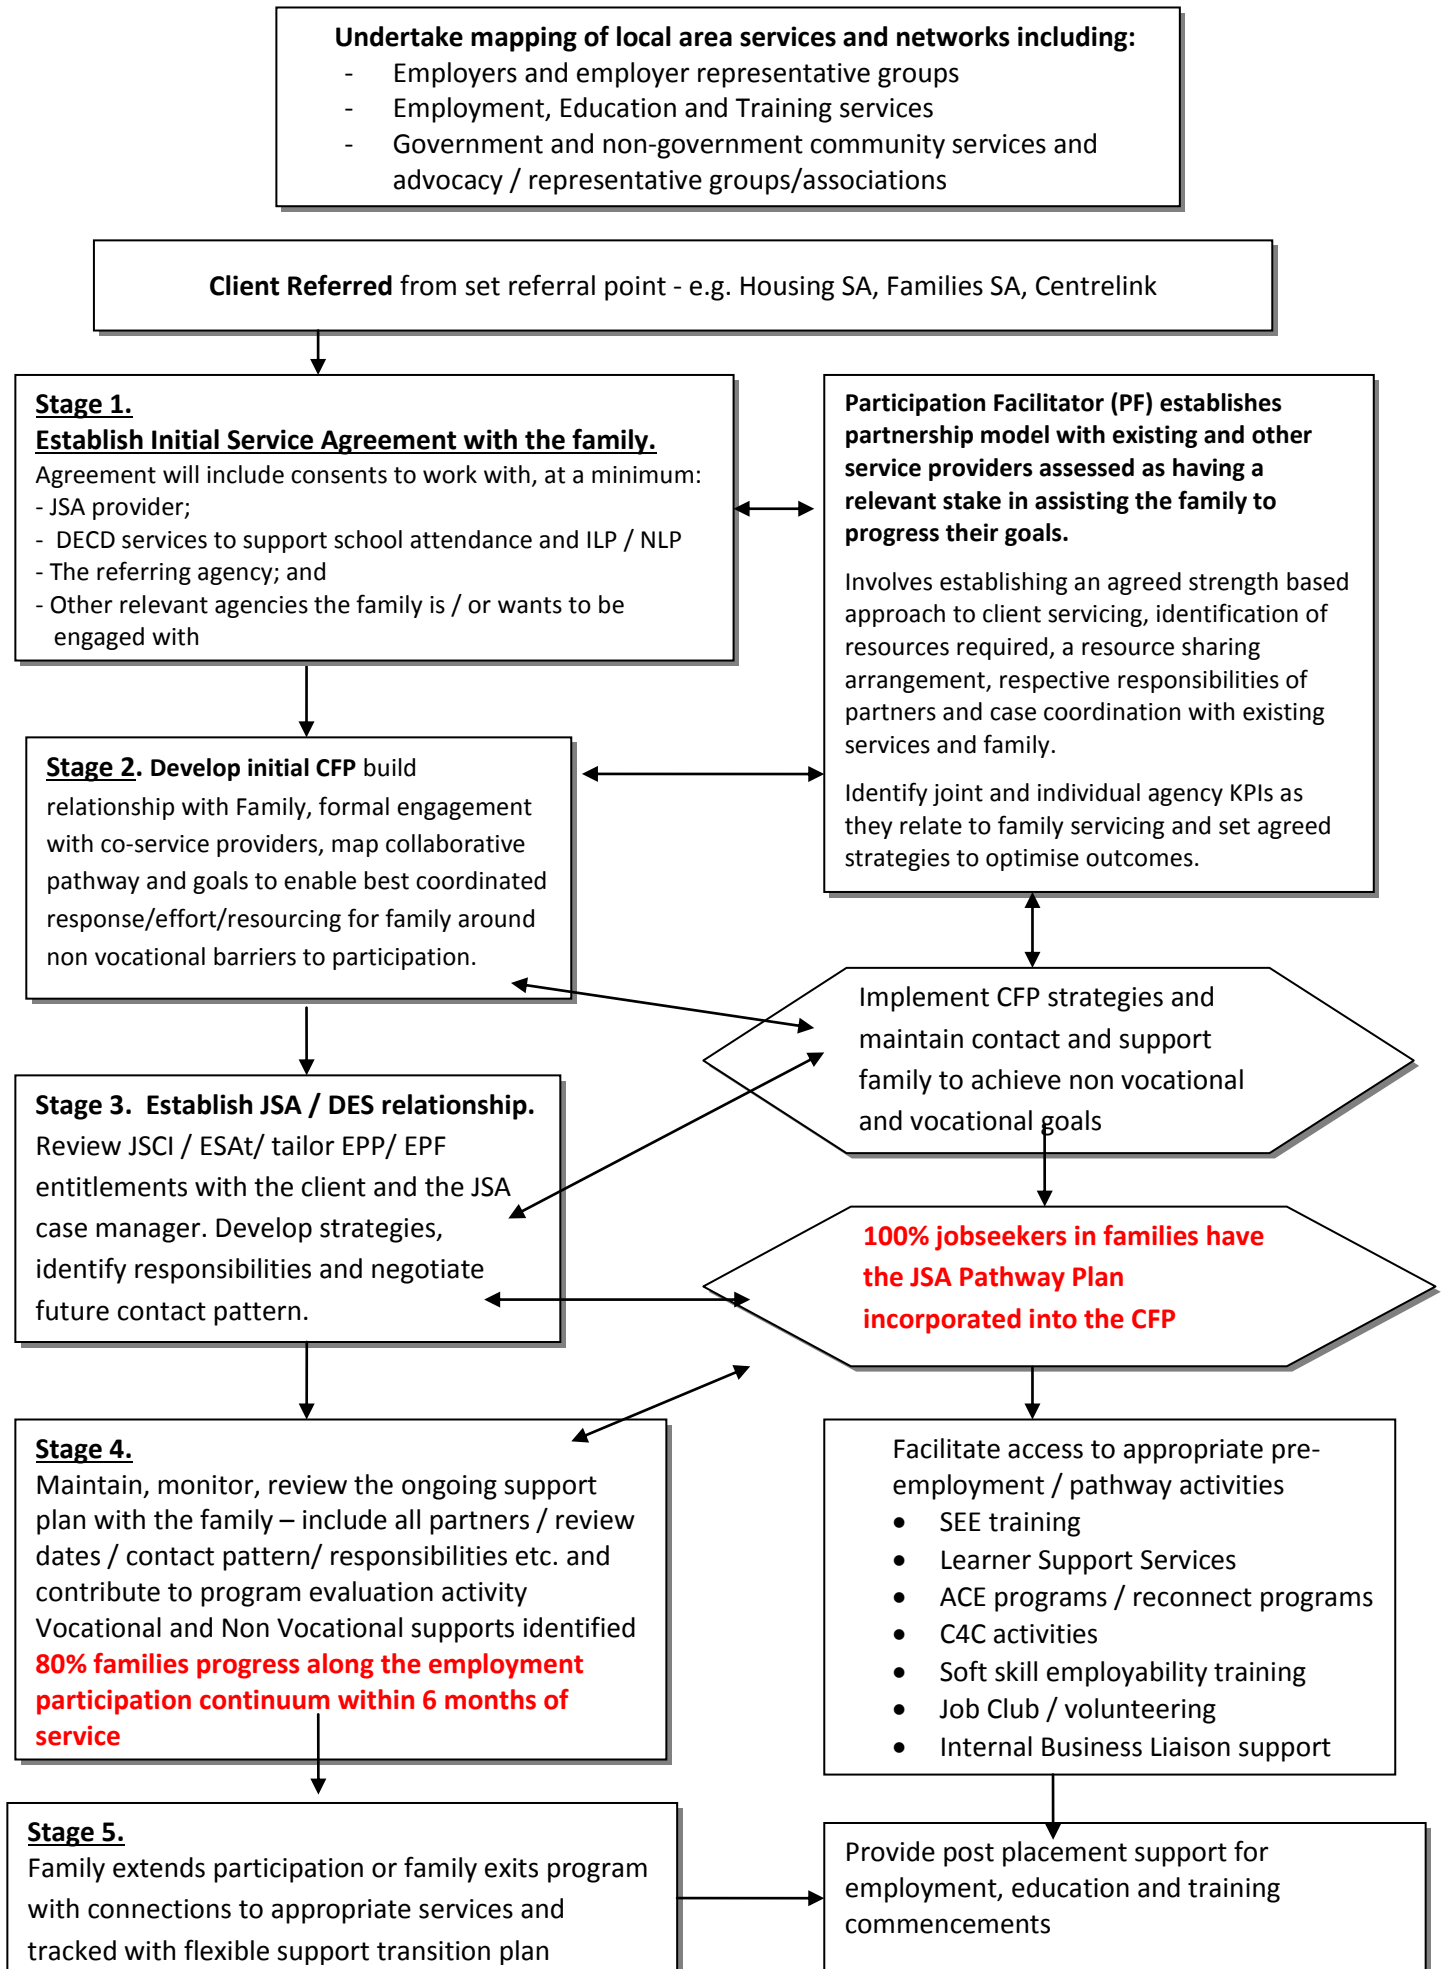 Undertake mapping of local area services and networks including:
- Employers and employer representative groups
- Employment, Education and Training services
- Government and non-government community services and
advocacy / representative groups/associations
Client Referred from set referral point - e.g. Housing SA, Families SA, Centrelink
Stage 1.
Establish Initial Service Agreement with the family.
Agreement will include consents to work with, at a minimum:
- JSA provider;
- DECD services to support school attendance and ILP / NLP
- The referring agency; and
- Other relevant agencies the family is / or wants to be
engaged with
Participation Facilitator (PF) establishes
partnership model with existing and other
service providers assessed as having a
relevant stake in assisting the family to
progress their goals.
Involves establishing an agreed strength based
approach to client servicing, identification of
resources required, a resource sharing
arrangement, respective responsibilities of
partners and case coordination with existing
services and family.
Identify joint and individual agency KPIs as
they relate to family servicing and set agreed
strategies to optimise outcomes.
Stage 2. Develop initial CFP build
relationship with Family, formal engagement
with co-service providers, map collaborative
pathway and goals to enable best coordinated
response/effort/resourcing for family around
non vocational barriers to participation.
Implement CFP strategies and
maintain contact and support
family to achieve non vocational
and vocational goals
Stage 3. Establish JSA / DES relationship.
Review JSCI / ESAt/ tailor EPP/ EPF
entitlements with the client and the JSA
case manager. Develop strategies,
identify responsibilities and negotiate
future contact pattern.
100% jobseekers in families have
the JSA Pathway Plan
incorporated into the CFP
Stage 4.
Maintain, monitor, review the ongoing support
plan with the family – include all partners / review
dates / contact pattern/ responsibilities etc. and
contribute to program evaluation activity
Vocational and Non Vocational supports identified
80% families progress along the employment
participation continuum within 6 months of
service
Facilitate access to appropriate pre-
employment / pathway activities
• SEE training
• Learner Support Services
• ACE programs / reconnect programs
• C4C activities
• Soft skill employability training
• Job Club / volunteering
• Internal Business Liaison support
Stage 5.
Family extends participation or family exits program
with connections to appropriate services and
tracked with flexible support transition plan
Provide post placement support for
employment, education and training
commencements